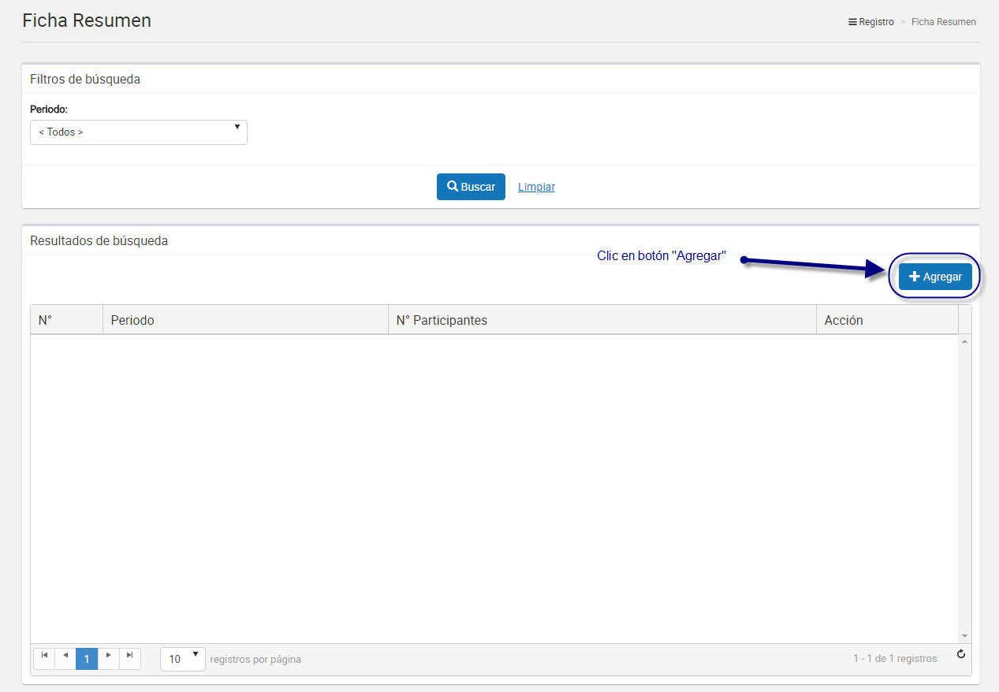 Ficha Resumen
Registro > Ficha Resumen
Filtros de búsqueda
Periodo:
< Todos >
Buscar Limpiar
Resultados de búsqueda
Clic en botón "Agregar"
Agregar
N° Periodo N° Participantes Acción
1 10 registros por página 1 - 1 de 1 registros